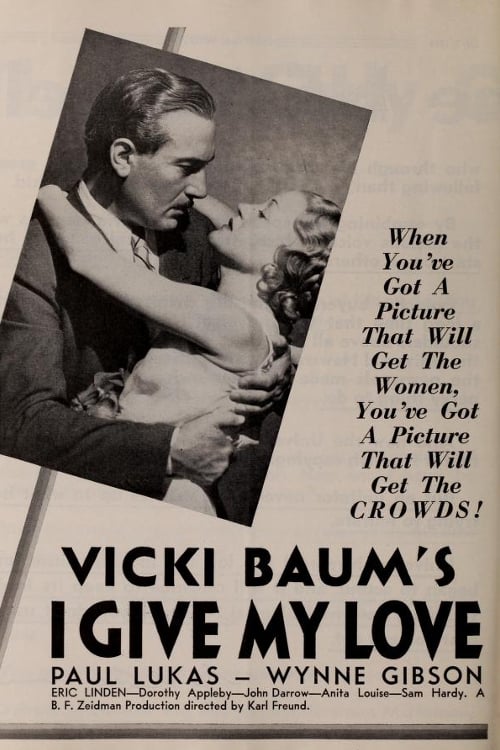 When
You've
Got A
Picture
That Will
Get The
Women,
You've Got
A Picture
That Will
Get The
CROWDS!
VICKI BAUM'S
I GIVE MY LOVE
PAUL LUKAS – WYNNE GIBSON
ERIC LINDEN—Dorothy Appleby—John Darrow—Anita Louise—Sam Hardy. A
B. F. Zeidman Production directed by Karl Freund.